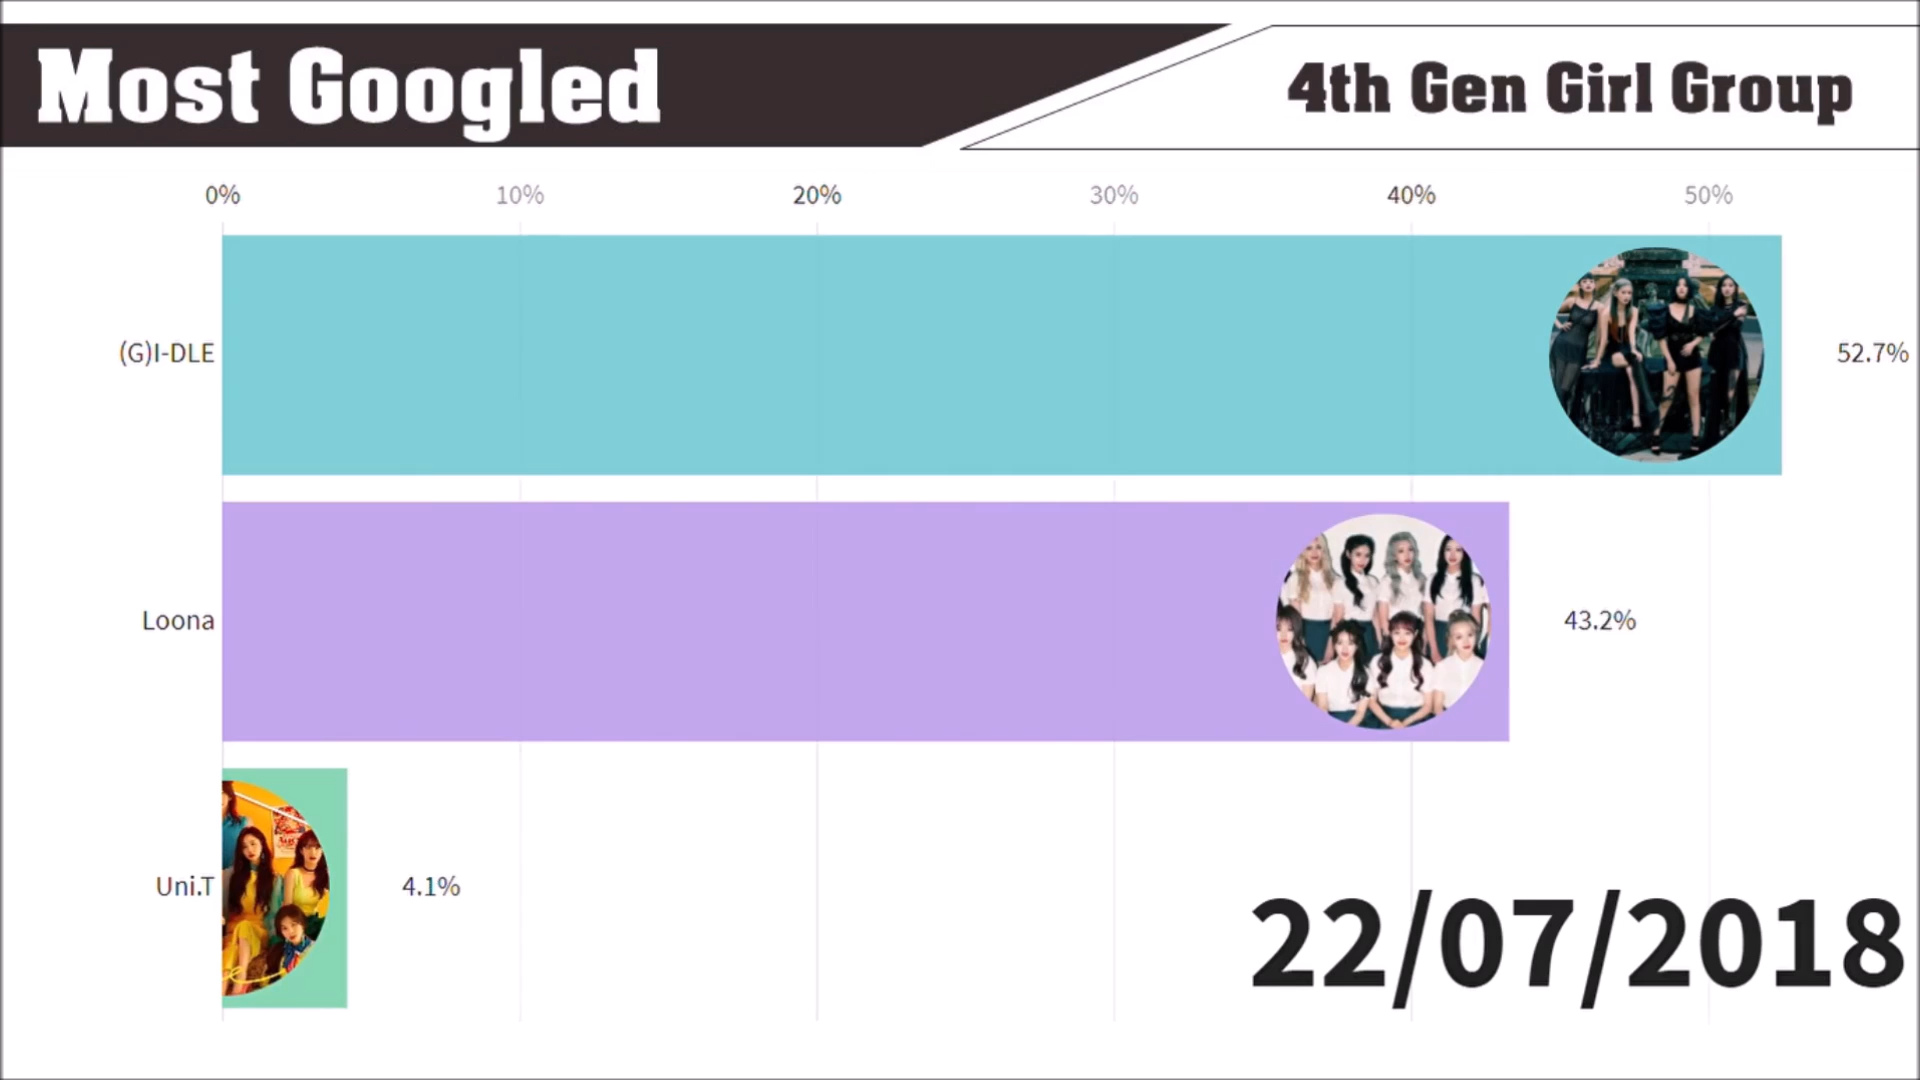 Most Googled
4th Gen Girl Group
0% 10% 20% 30% 40% 50%
(G)I-DLE 52.7%
Loona 43.2%
Uni.T 4.1%
22/07/2018